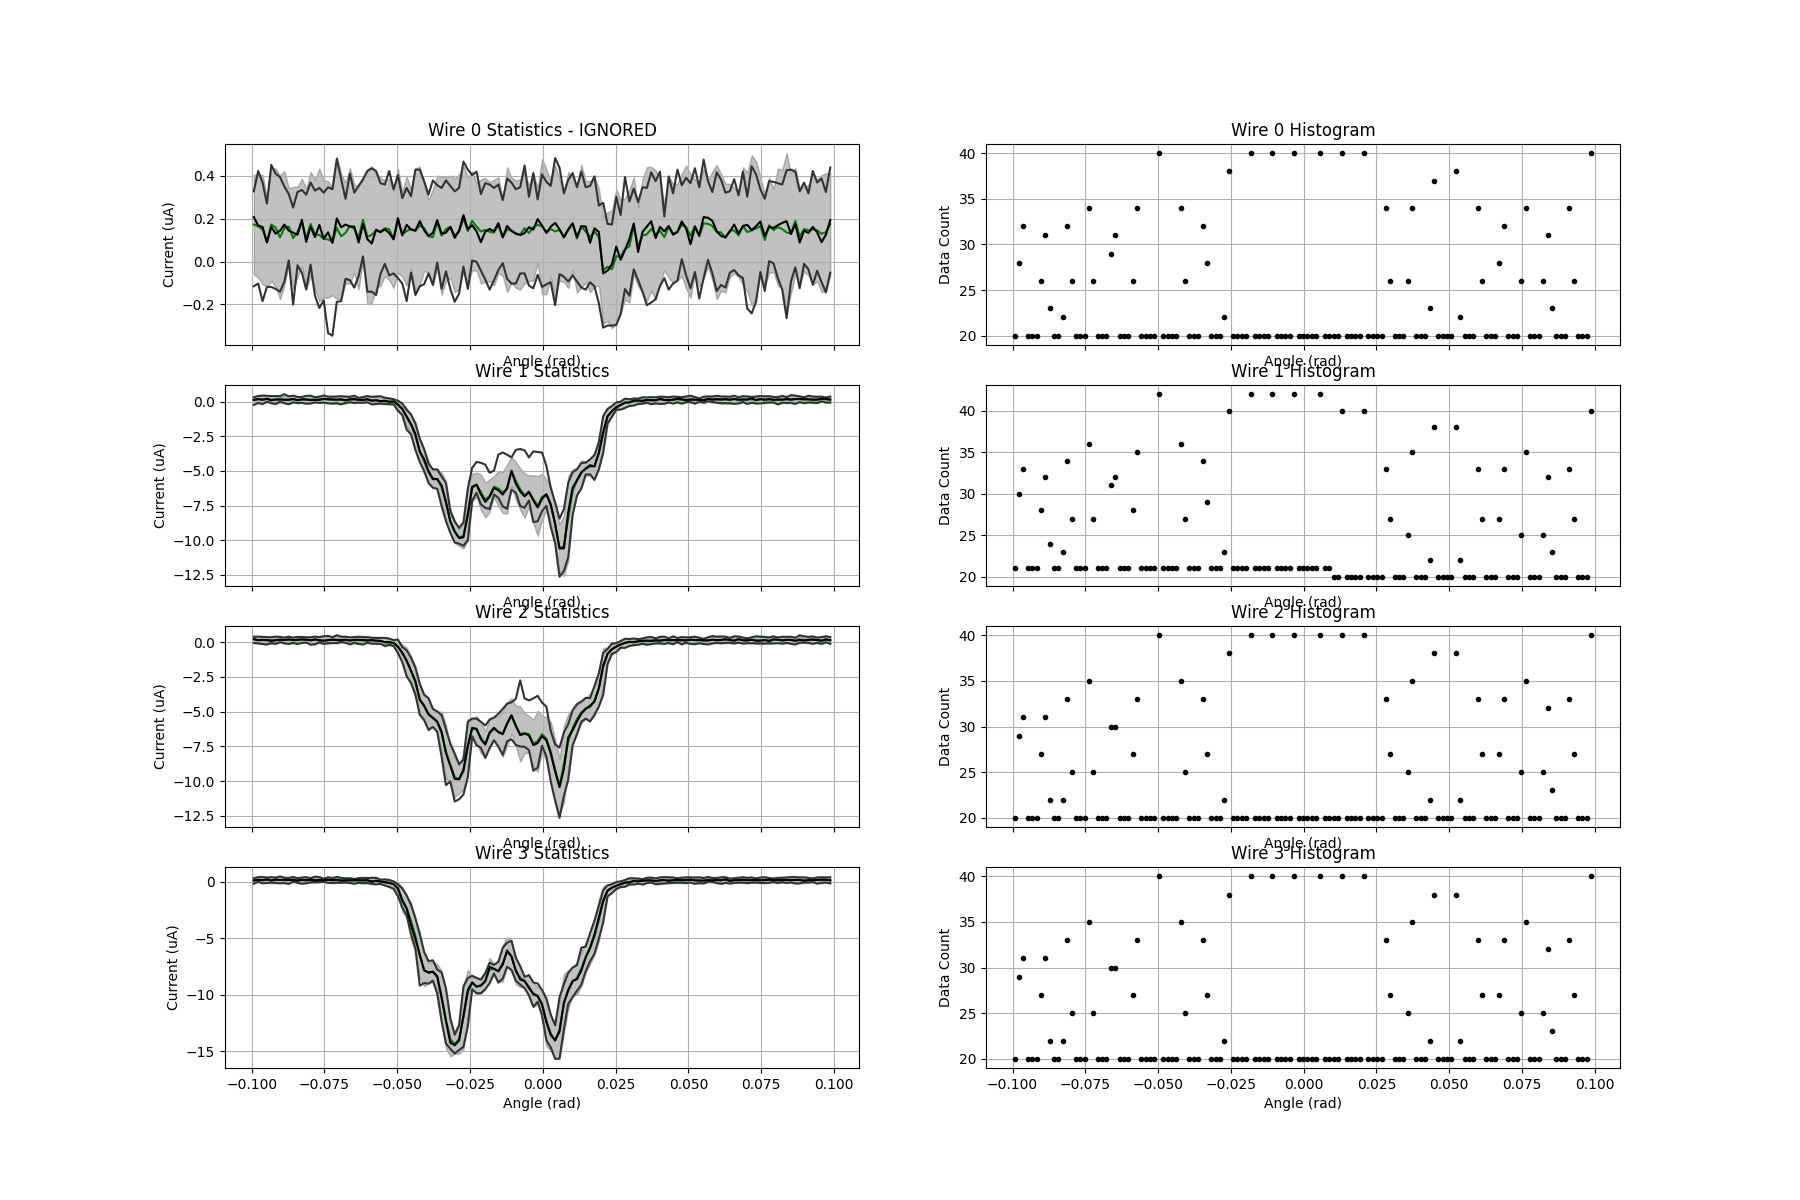 Wire 0 Statistics - IGNORED
Current (uA)
0.4
0.2
0.0
−0.2
Angle (rad)
Wire 0 Histogram
Data Count
40
35
30
25
20
Angle (rad)
Wire 1 Statistics
Current (uA)
0.0
−2.5
−5.0
−7.5
−10.0
−12.5
Angle (rad)
Wire 1 Histogram
Data Count
40
35
30
25
20
Angle (rad)
Wire 2 Statistics
Current (uA)
0.0
−2.5
−5.0
−7.5
−10.0
−12.5
Angle (rad)
Wire 2 Histogram
Data Count
40
35
30
25
20
Angle (rad)
Wire 3 Statistics
Current (uA)
0
−5
−10
−15
−0.100 −0.075 −0.050 −0.025 0.000 0.025 0.050 0.075 0.100
Angle (rad)
Wire 3 Histogram
Data Count
40
35
30
25
20
−0.100 −0.075 −0.050 −0.025 0.000 0.025 0.050 0.075 0.100
Angle (rad)